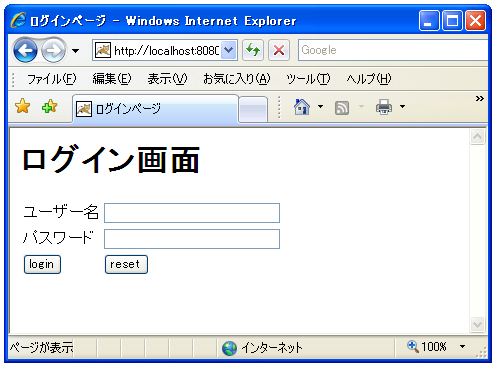 ログインページ - Windows Internet Explorer
http://localhost:8080
Google
ファイル(F) 編集(E) 表示(V) お気に入り(A) ツール(T) ヘルプ(H)
ログインページ
»
ログイン画面
ユーザー名
パスワード
login reset
ページが表示 インターネット 100%